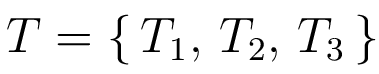 T = { T₁, T₂, T₃ }